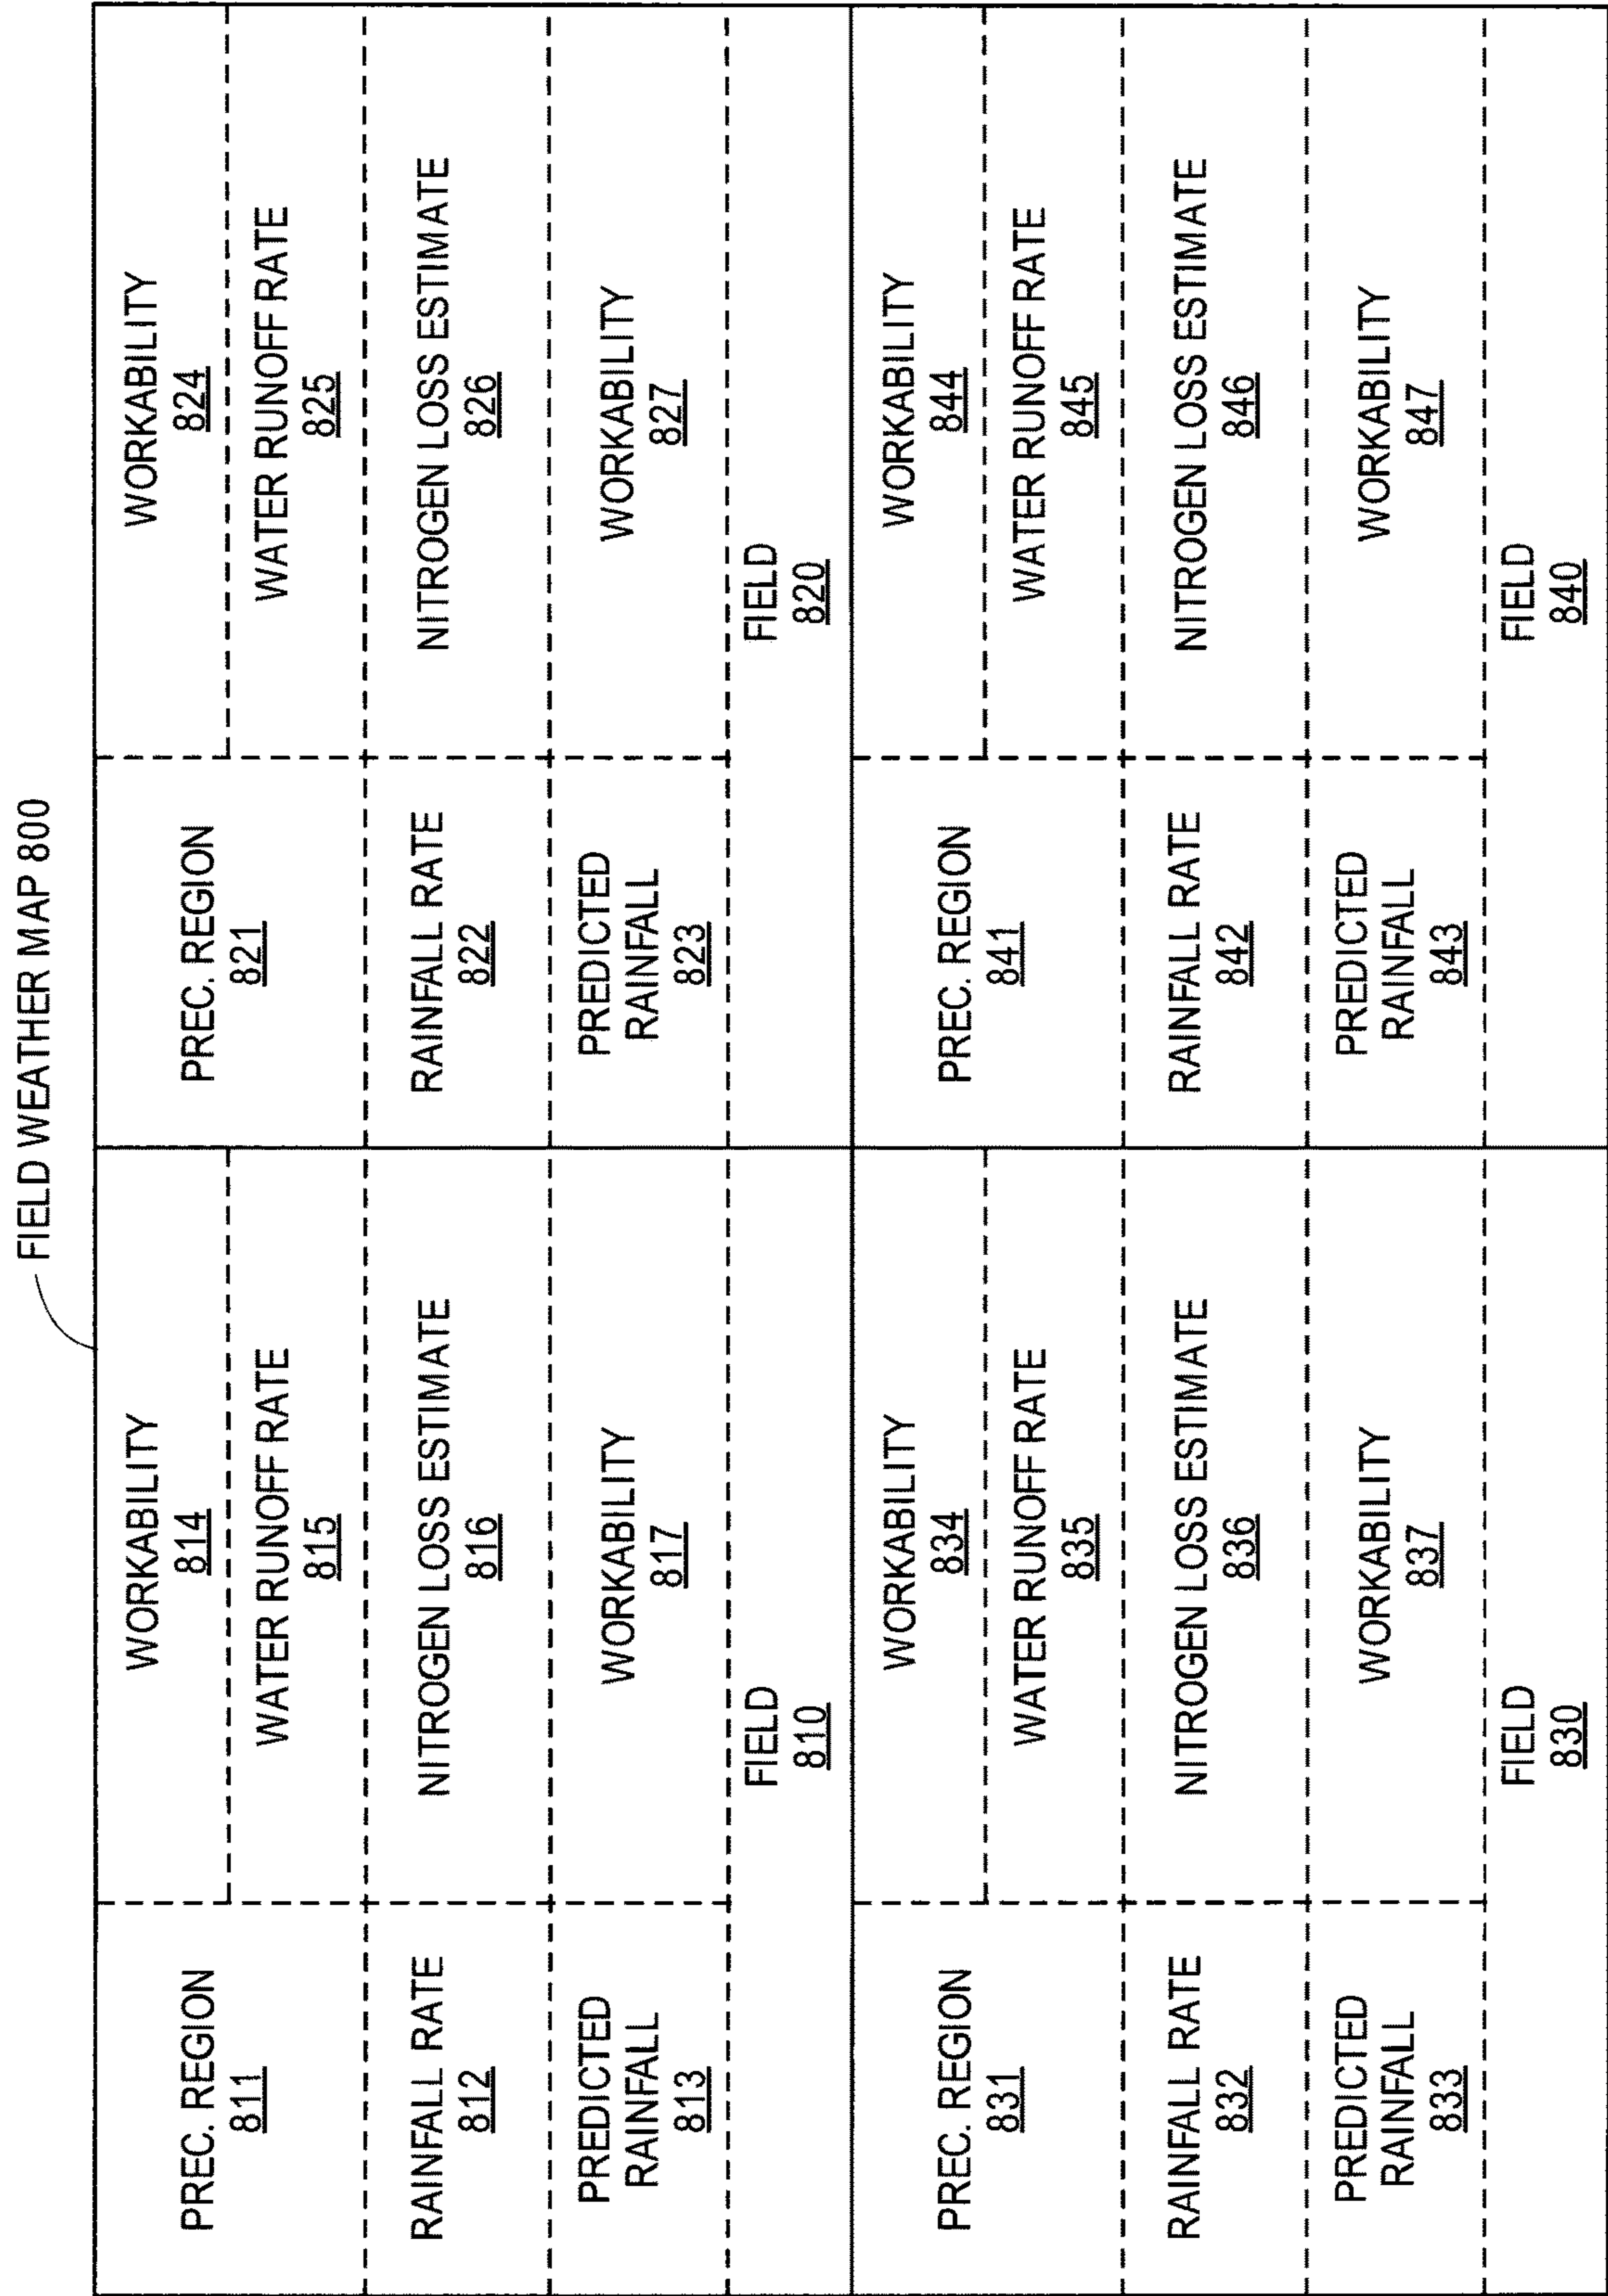 FIELD WEATHER MAP 800
PREC. REGION
811
RAINFALL RATE
812
PREDICTED
RAINFALL
813
WORKABILITY
814
WATER RUNOFF RATE
815
NITROGEN LOSS ESTIMATE
816
WORKABILITY
817
FIELD
810
PREC. REGION
821
RAINFALL RATE
822
PREDICTED
RAINFALL
823
WORKABILITY
824
WATER RUNOFF RATE
825
NITROGEN LOSS ESTIMATE
826
WORKABILITY
827
FIELD
820
PREC. REGION
831
RAINFALL RATE
832
PREDICTED
RAINFALL
833
WORKABILITY
834
WATER RUNOFF RATE
835
NITROGEN LOSS ESTIMATE
836
WORKABILITY
837
FIELD
830
PREC. REGION
841
RAINFALL RATE
842
PREDICTED
RAINFALL
843
WORKABILITY
844
WATER RUNOFF RATE
845
NITROGEN LOSS ESTIMATE
846
WORKABILITY
847
FIELD
840